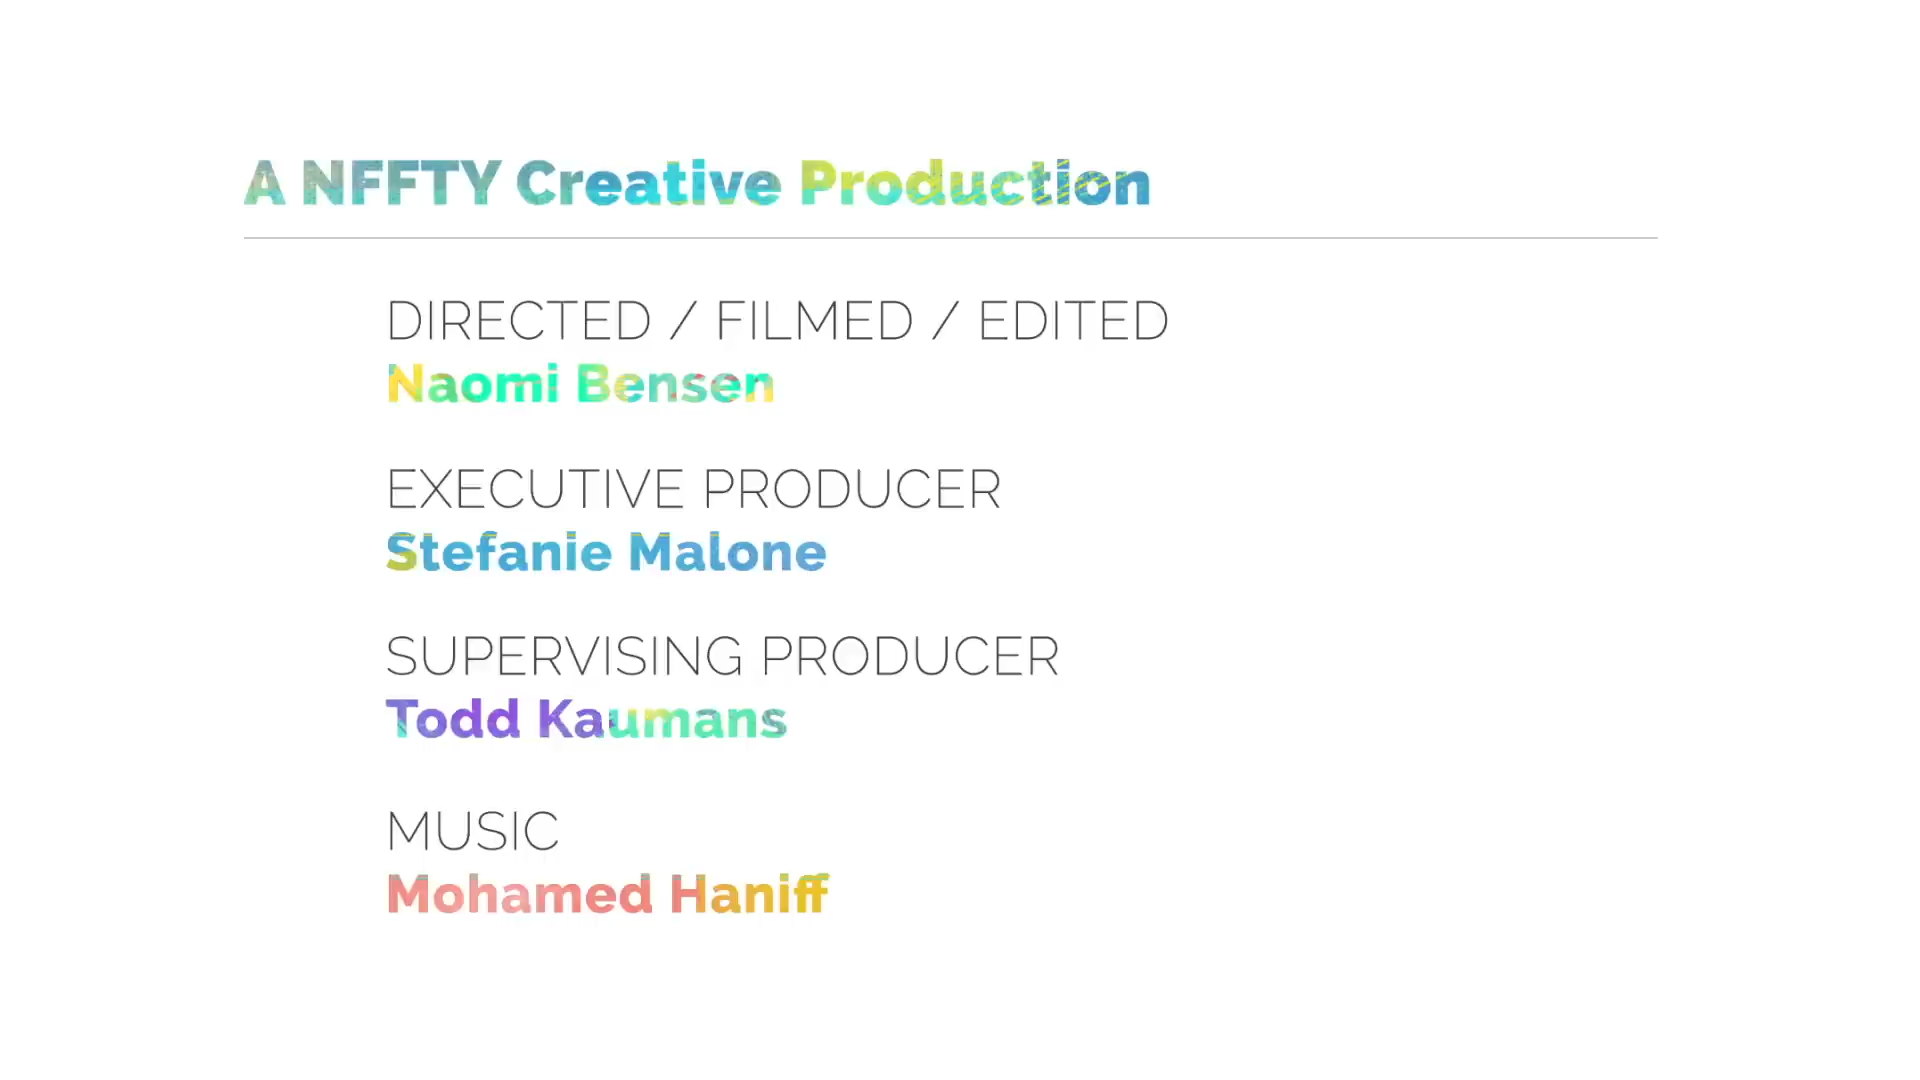 A NFFTY Creative Production
DIRECTED / FILMED / EDITED
Naomi Bensen
EXECUTIVE PRODUCER
Stefanie Malone
SUPERVISING PRODUCER
Todd Kaumans
MUSIC
Mohamed Haniff